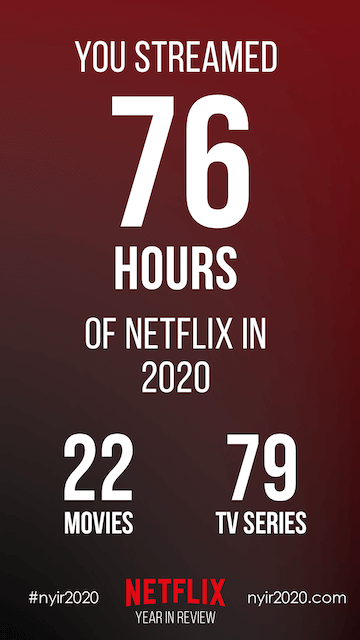 YOU STREAMED
76
HOURS
OF NETFLIX IN
2020
22
MOVIES
79
TV SERIES
#nyir2020
NETFLIX
YEAR IN REVIEW
nyir2020.com